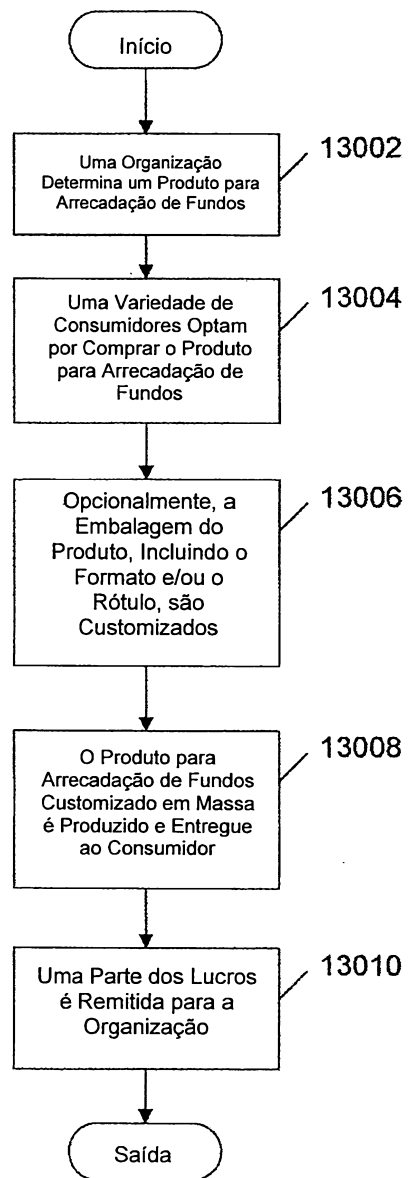 Início
Uma Organização
Determina um Produto para
Arrecadação de Fundos
13002
Uma Variedade de
Consumidores Optam
por Comprar o Produto
para Arrecadação de
Fundos
13004
Opcionalmente, a
Embalagem do
Produto, Incluindo o
Formato e/ou o
Rótulo, são
Customizados
13006
O Produto para
Arrecadação de Fundos
Customizado em Massa
é Produzido e Entregue
ao Consumidor
13008
Uma Parte dos Lucros
é Remitida para a
Organização
13010
Saída